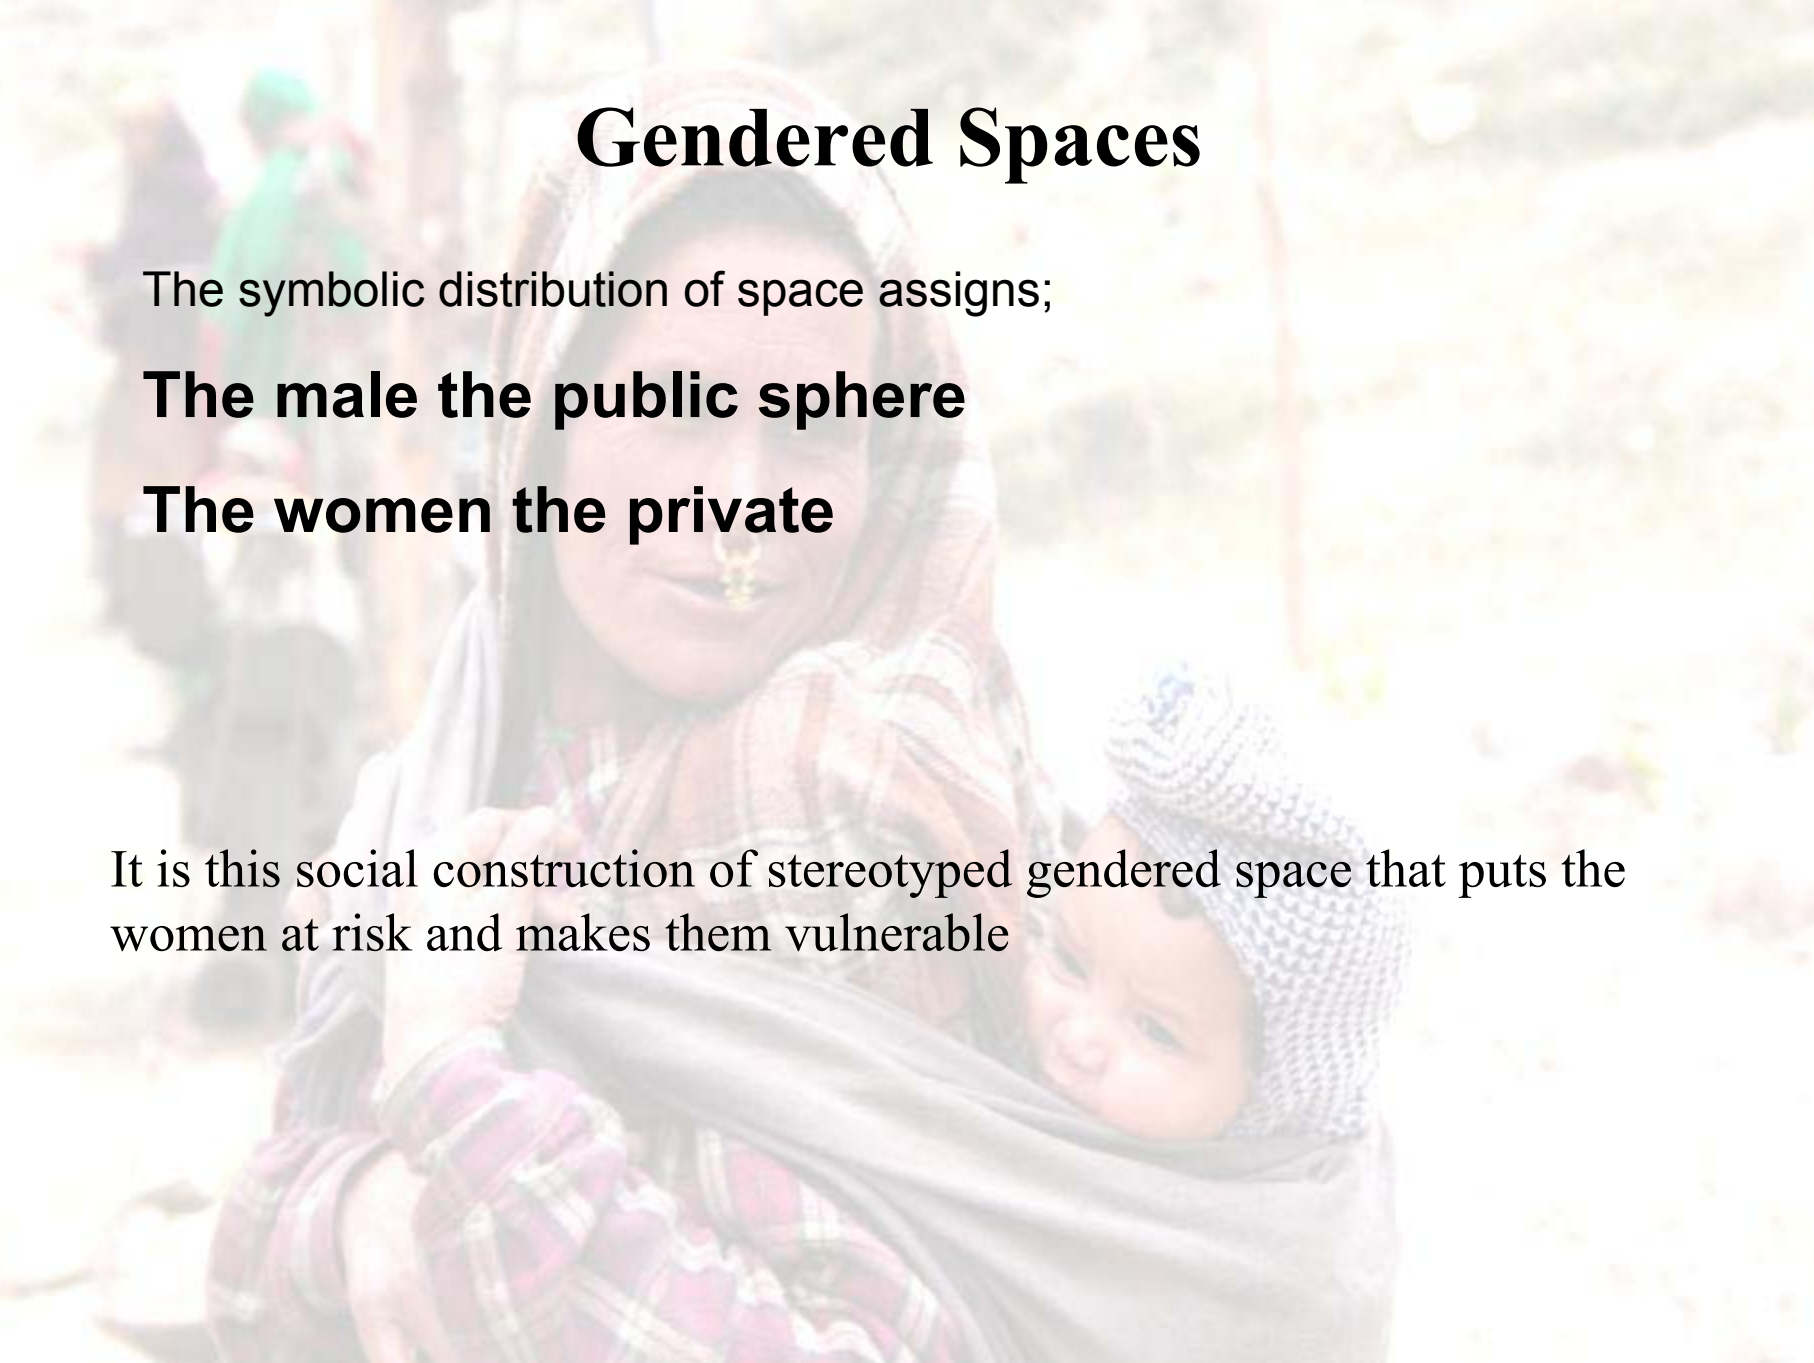 Gendered Spaces
The symbolic distribution of space assigns;
The male the public sphere
The women the private
It is this social construction of stereotyped gendered space that puts the
women at risk and makes them vulnerable